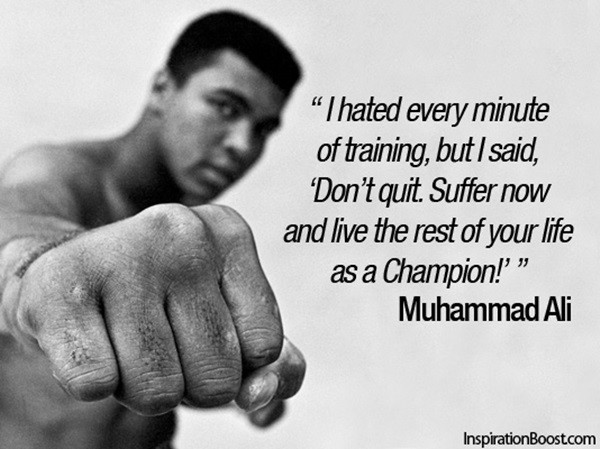 “I hated every minute
of training, but I said,
‘Don’t quit. Suffer now
and live the rest of your life
as a Champion!’ ”
Muhammad Ali
InspirationBoost.com